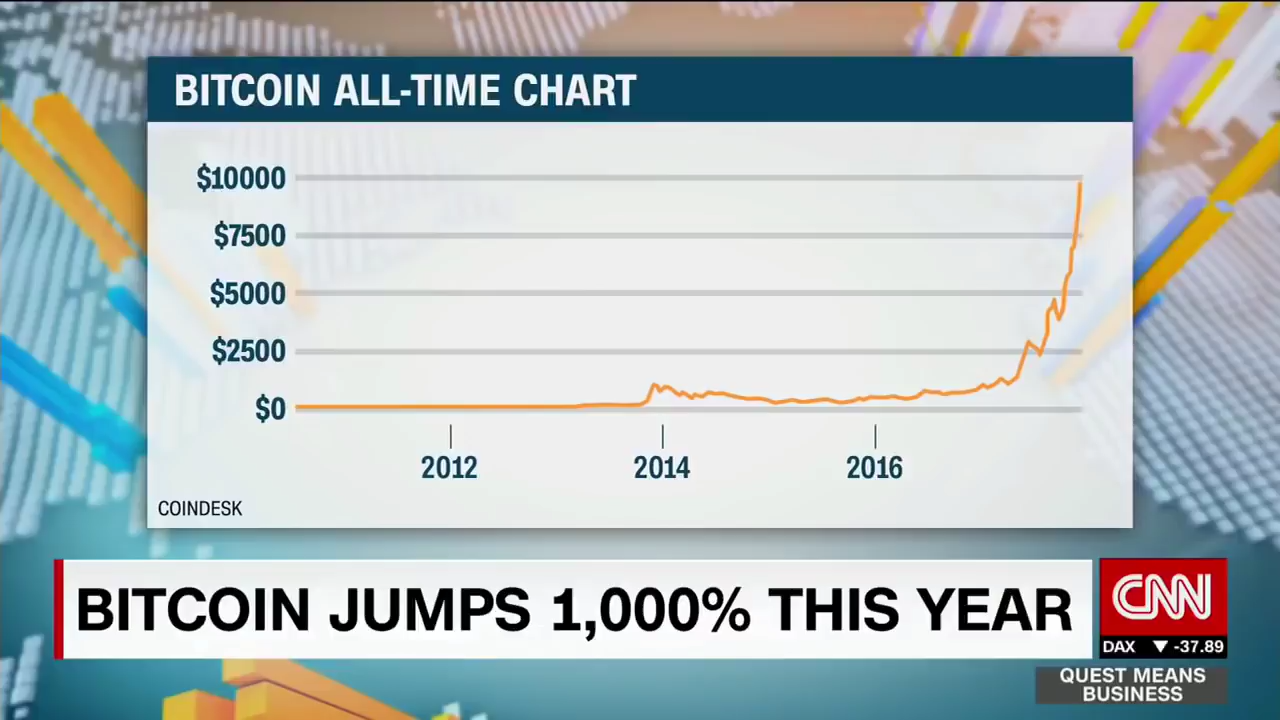 BITCOIN ALL-TIME CHART
$10000
$7500
$5000
$2500
$0
2012 2014 2016
COINDESK
BITCOIN JUMPS 1,000% THIS YEAR
CNN
DAX ▼ -37.89
QUEST MEANS
BUSINESS